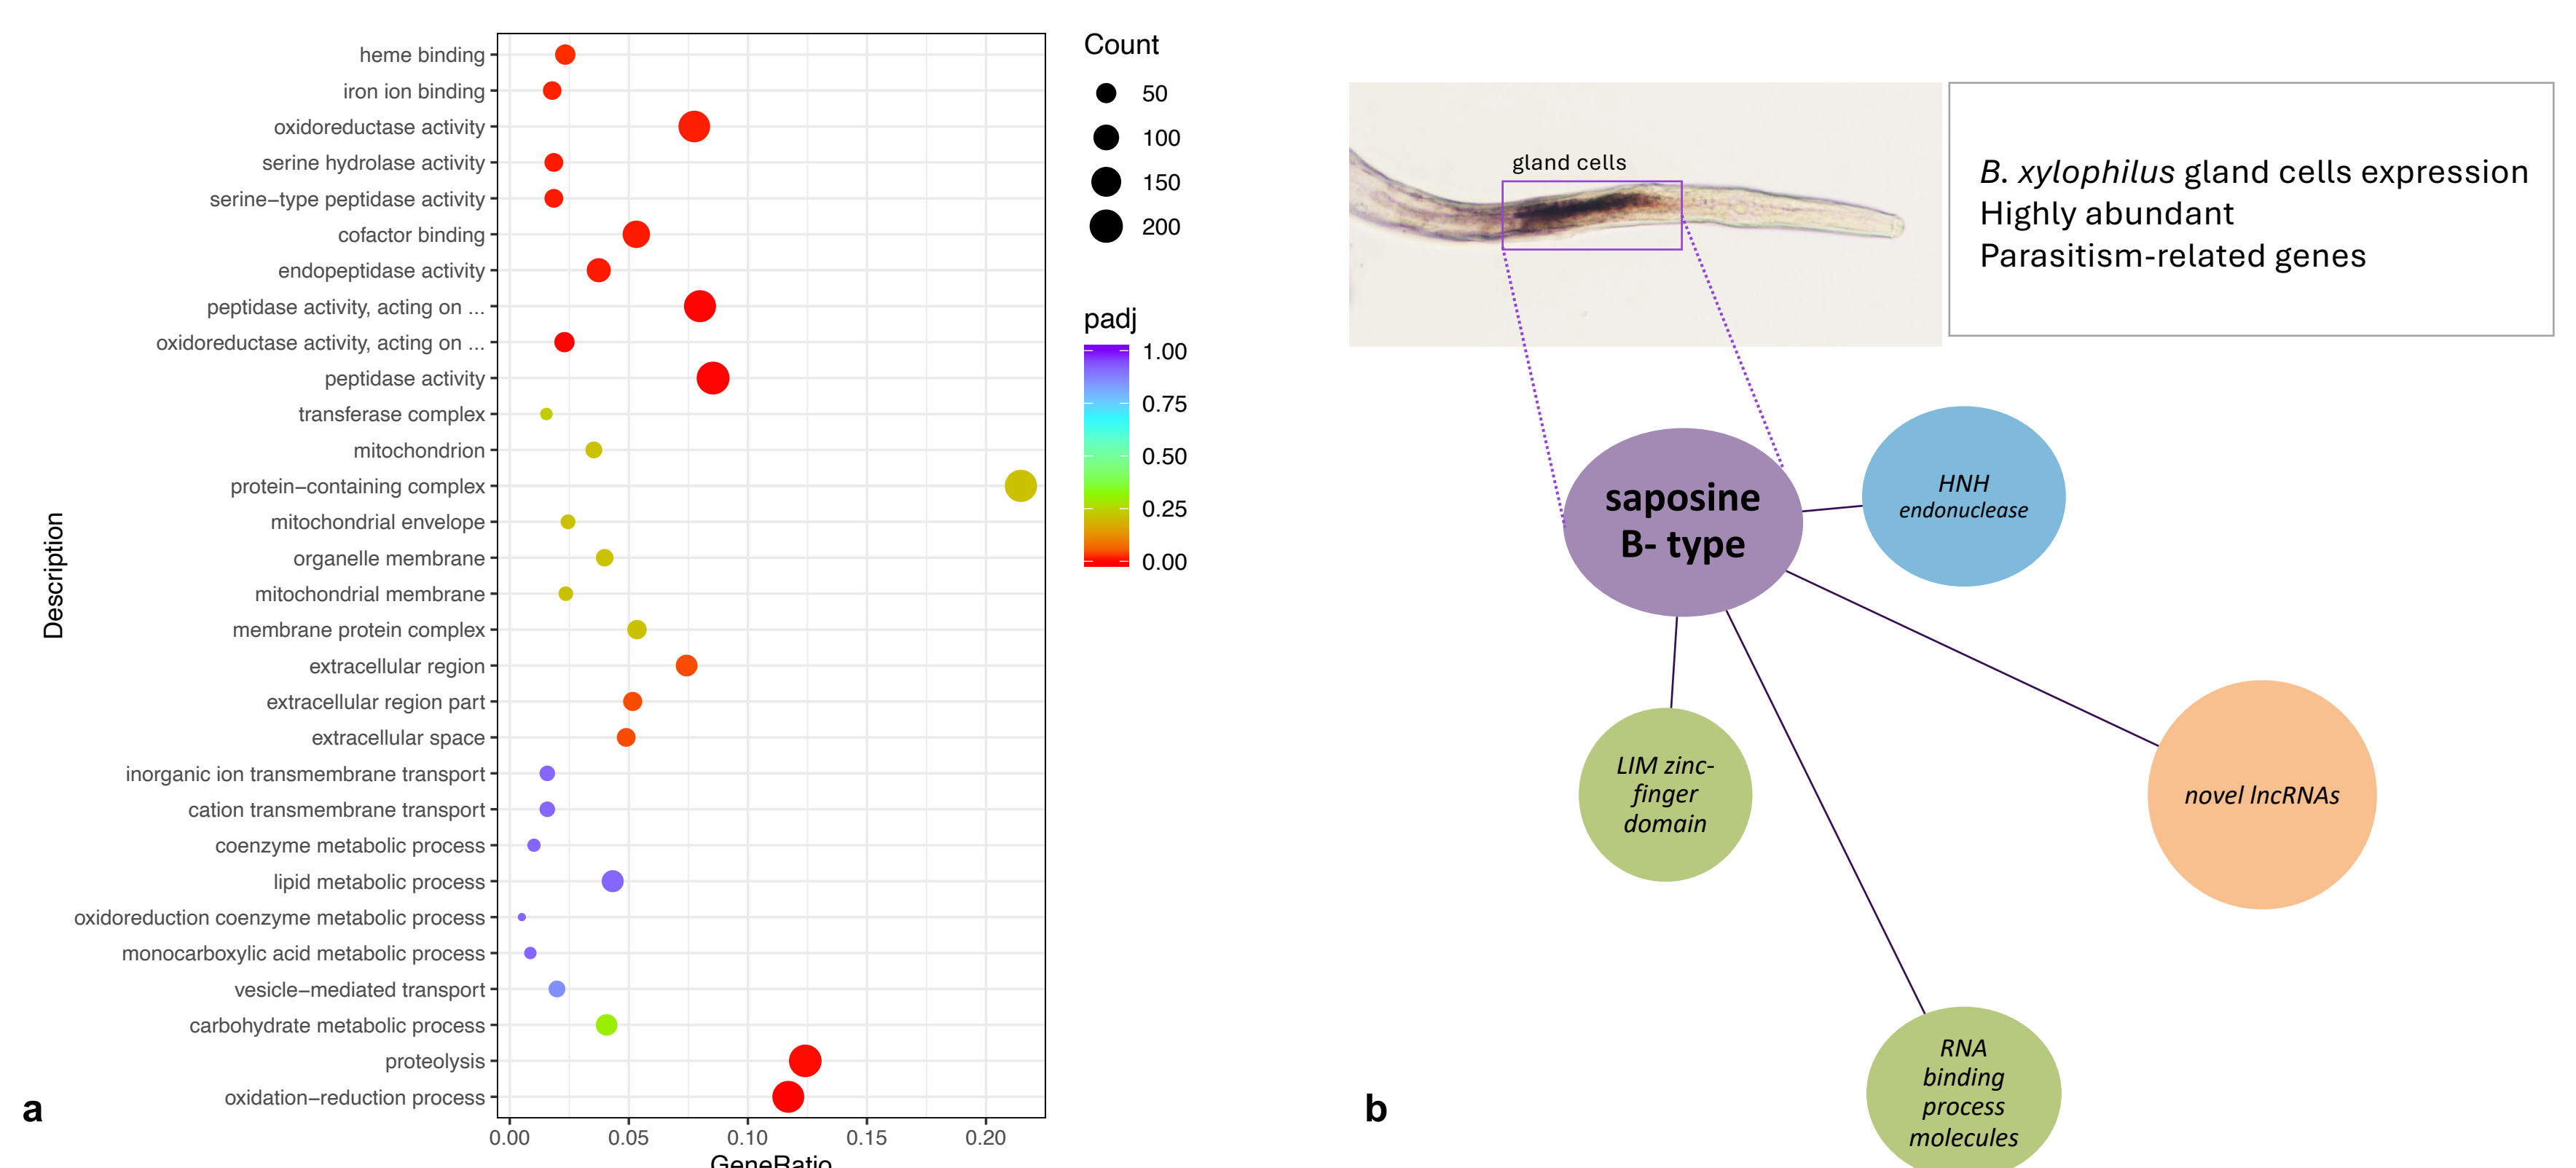 heme binding
iron ion binding
oxidoreductase activity
serine hydrolase activity
serine−type peptidase activity
cofactor binding
endopeptidase activity
peptidase activity, acting on ...
oxidoreductase activity, acting on ...
peptidase activity
transferase complex
mitochondrion
protein−containing complex
mitochondrial envelope
organelle membrane
mitochondrial membrane
membrane protein complex
extracellular region
extracellular region part
extracellular space
inorganic ion transmembrane transport
cation transmembrane transport
coenzyme metabolic process
lipid metabolic process
oxidoreduction coenzyme metabolic process
monocarboxylic acid metabolic process
vesicle−mediated transport
carbohydrate metabolic process
proteolysis
oxidation−reduction process
Description
0.00 0.05 0.10 0.15 0.20
GeneRatio
Count
50
100
150
200
padj
1.00
0.75
0.50
0.25
0.00
a
gland cells
B. xylophilus gland cells expression
Highly abundant
Parasitism-related genes
saposine
B- type
HNH
endonuclease
LIM zinc-
finger
domain
novel lncRNAs
RNA
binding
process
molecules
b